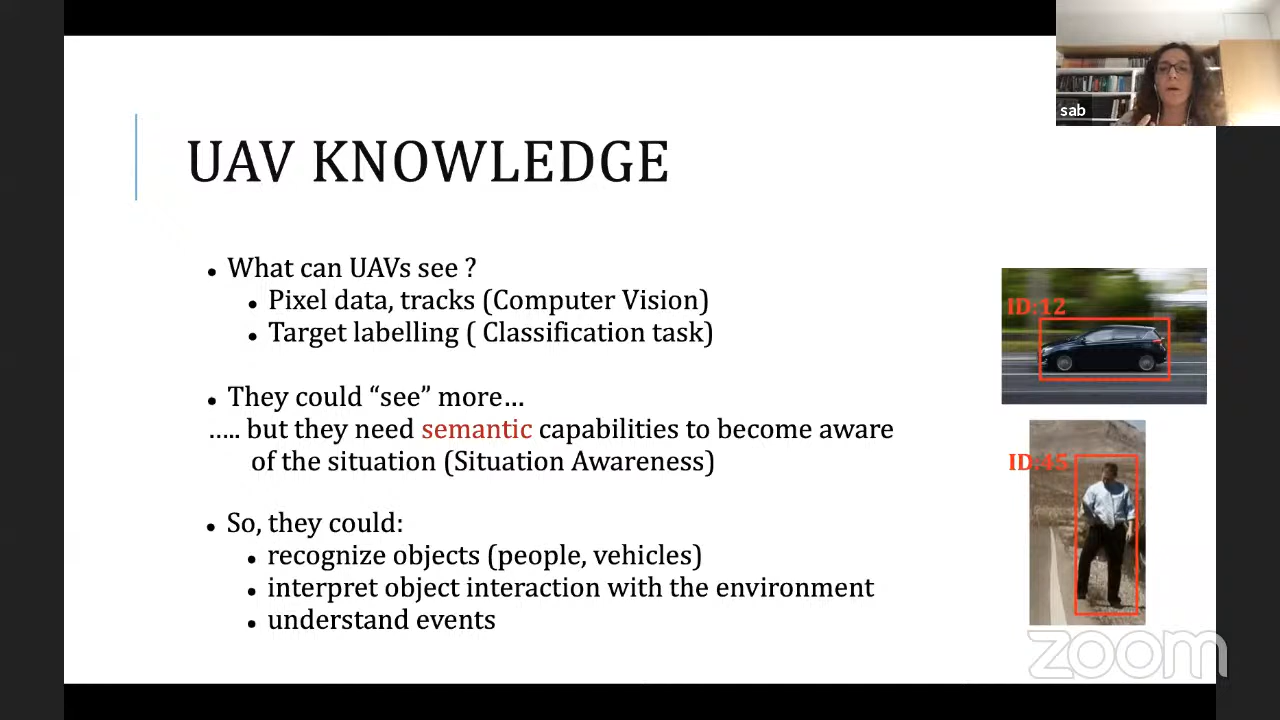 sab
UAV KNOWLEDGE
• What can UAVs see ?
• Pixel data, tracks (Computer Vision)
• Target labelling ( Classification task)
• They could “see” more…
….. but they need semantic capabilities to become aware
of the situation (Situation Awareness)
• So, they could:
• recognize objects (people, vehicles)
• interpret object interaction with the environment
• understand events
ID:12
ID:45
zoom